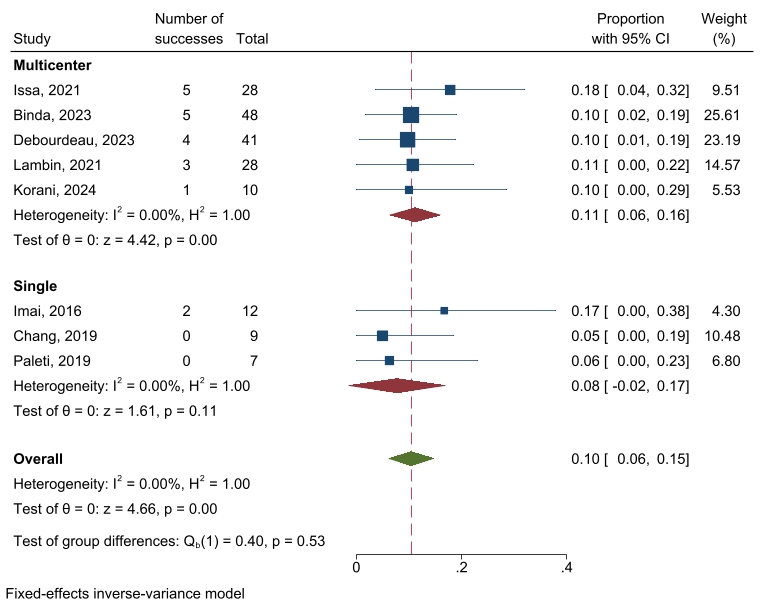 Number of Proportion Weight
Study successes Total with 95% CI (%)
Multicenter
Issa, 2021 5 28 0.18 [ 0.04, 0.32] 9.51
Binda, 2023 5 48 0.10 [ 0.02, 0.19] 25.61
Debourdeau, 2023 4 41 0.10 [ 0.01, 0.19] 23.19
Lambin, 2021 3 28 0.11 [ 0.00, 0.22] 14.57
Korani, 2024 1 10 0.10 [ 0.00, 0.29] 5.53
Heterogeneity: I² = 0.00%, H² = 1.00 0.11 [ 0.06, 0.16]
Test of θ = 0: z = 4.42, p = 0.00
Single
Imai, 2016 2 12 0.17 [ 0.00, 0.38] 4.30
Chang, 2019 0 9 0.05 [ 0.00, 0.19] 10.48
Paleti, 2019 0 7 0.06 [ 0.00, 0.23] 6.80
Heterogeneity: I² = 0.00%, H² = 1.00 0.08 [ -0.02, 0.17]
Test of θ = 0: z = 1.61, p = 0.11
Overall 0.10 [ 0.06, 0.15]
Heterogeneity: I² = 0.00%, H² = 1.00
Test of θ = 0: z = 4.66, p = 0.00
Test of group differences: Q_b(1) = 0.40, p = 0.53
0 .2 .4
Fixed-effects inverse-variance model